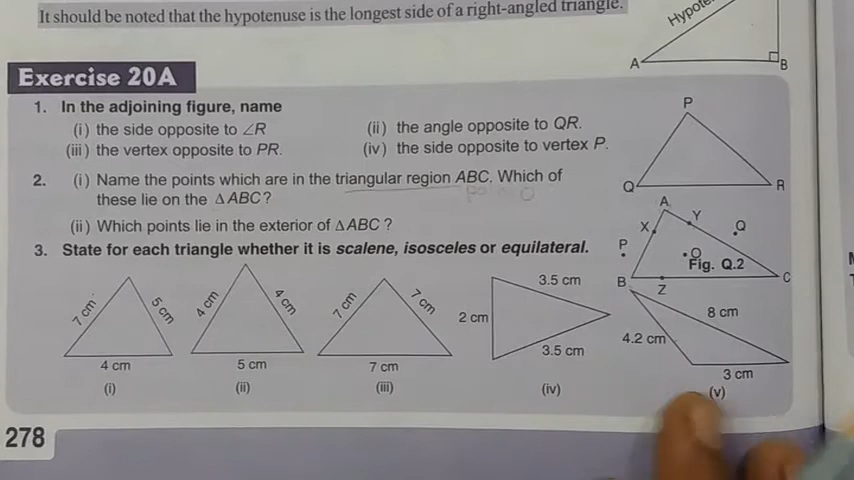 It should be noted that the hypotenuse is the longest side of a right-angled triangle.
A
B
Exercise 20A
1. In the adjoining figure, name
(i) the side opposite to ∠R (ii) the angle opposite to QR.
(iii) the vertex opposite to PR. (iv) the side opposite to vertex P.
P
Q R
2. (i) Name the points which are in the triangular region ABC. Which of
these lie on the Δ ABC?
(ii) Which points lie in the exterior of Δ ABC ?
A
Y
X Q
P O
Fig. Q.2
B Z C
3. State for each triangle whether it is scalene, isosceles or equilateral.
7 cm 5 cm
4 cm
(i)
4 cm 4 cm
5 cm
(ii)
7 cm 7 cm
7 cm
(iii)
3.5 cm
2 cm
3.5 cm
(iv)
8 cm
4.2 cm
3 cm
(v)
278